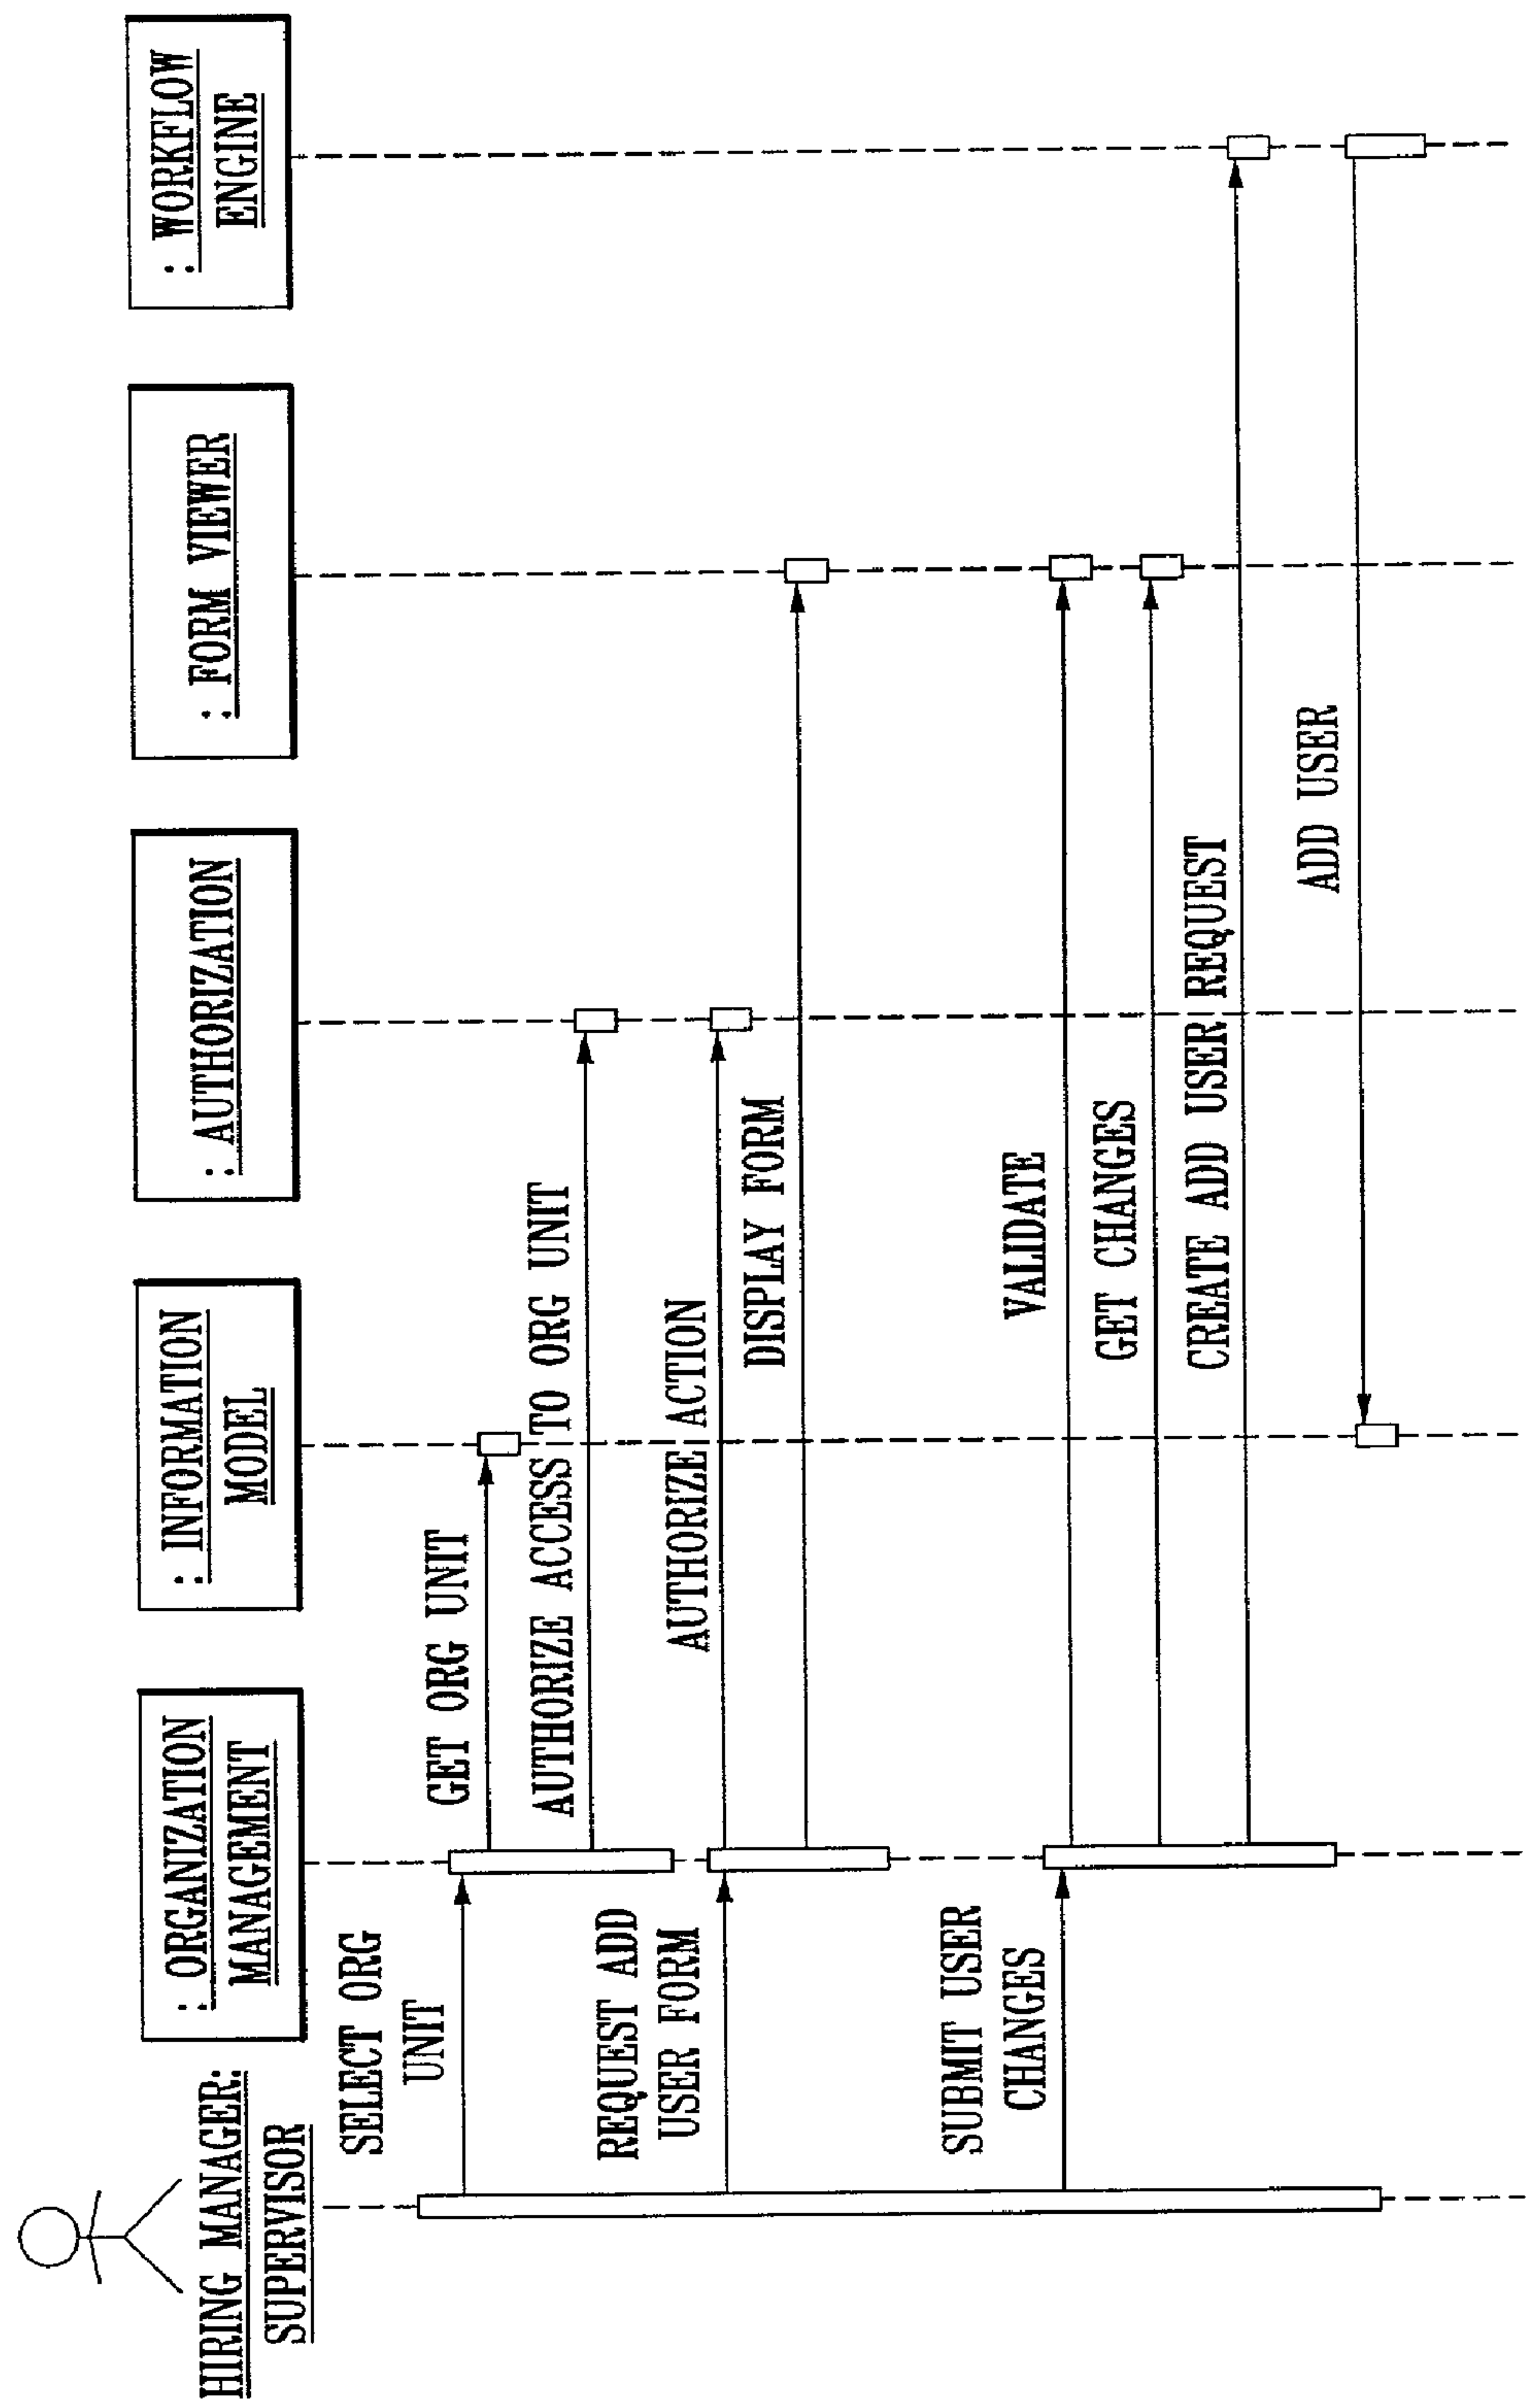 HIRING MANAGER:
SUPERVISOR
: ORGANIZATION
MANAGEMENT
: INFORMATION
MODEL
: AUTHORIZATION
: FORM VIEWER
: WORKFLOW
ENGINE
SELECT ORG
UNIT
GET ORG UNIT
AUTHORIZE ACCESS TO ORG UNIT
REQUEST ADD
USER FORM
AUTHORIZE ACTION
DISPLAY FORM
SUBMIT USER
CHANGES
VALIDATE
GET CHANGES
CREATE ADD USER REQUEST
ADD USER